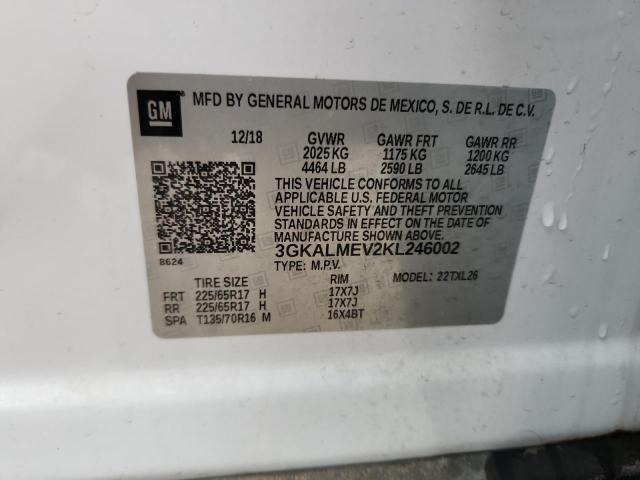 GM MFD BY GENERAL MOTORS DE MEXICO, S. DE R.L. DE C.V.
12/18 GVWR GAWR FRT GAWR RR
2025 KG 1175 KG 1200 KG
4464 LB 2590 LB 2645 LB
THIS VEHICLE CONFORMS TO ALL
APPLICABLE U.S. FEDERAL MOTOR
VEHICLE SAFETY AND THEFT PREVENTION
STANDARDS IN EFFECT ON THE DATE OF
MANUFACTURE SHOWN ABOVE.
3GKALMEV2KL246002
8624 TYPE: M.P.V. MODEL: 22TXL26
TIRE SIZE RIM
FRT 225/65R17 H 17X7J
RR 225/65R17 H 17X7J
SPA T135/70R16 M 16X4BT